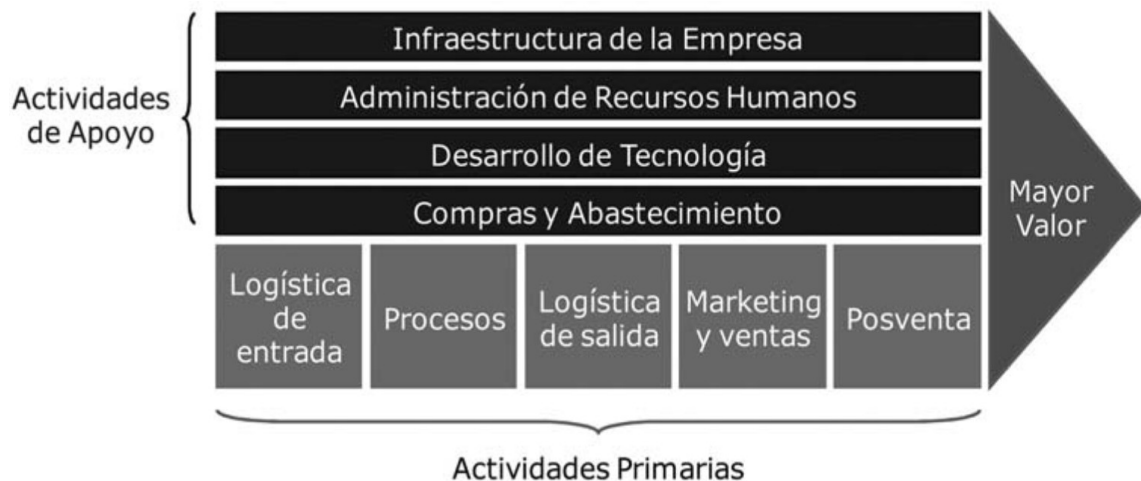 Infraestructura de la Empresa
Actividades
de Apoyo
Administración de Recursos Humanos
Desarrollo de Tecnología
Compras y Abastecimiento
Mayor
Valor
Logística
de
entrada
Procesos
Logística
de salida
Marketing
y ventas
Posventa
Actividades Primarias